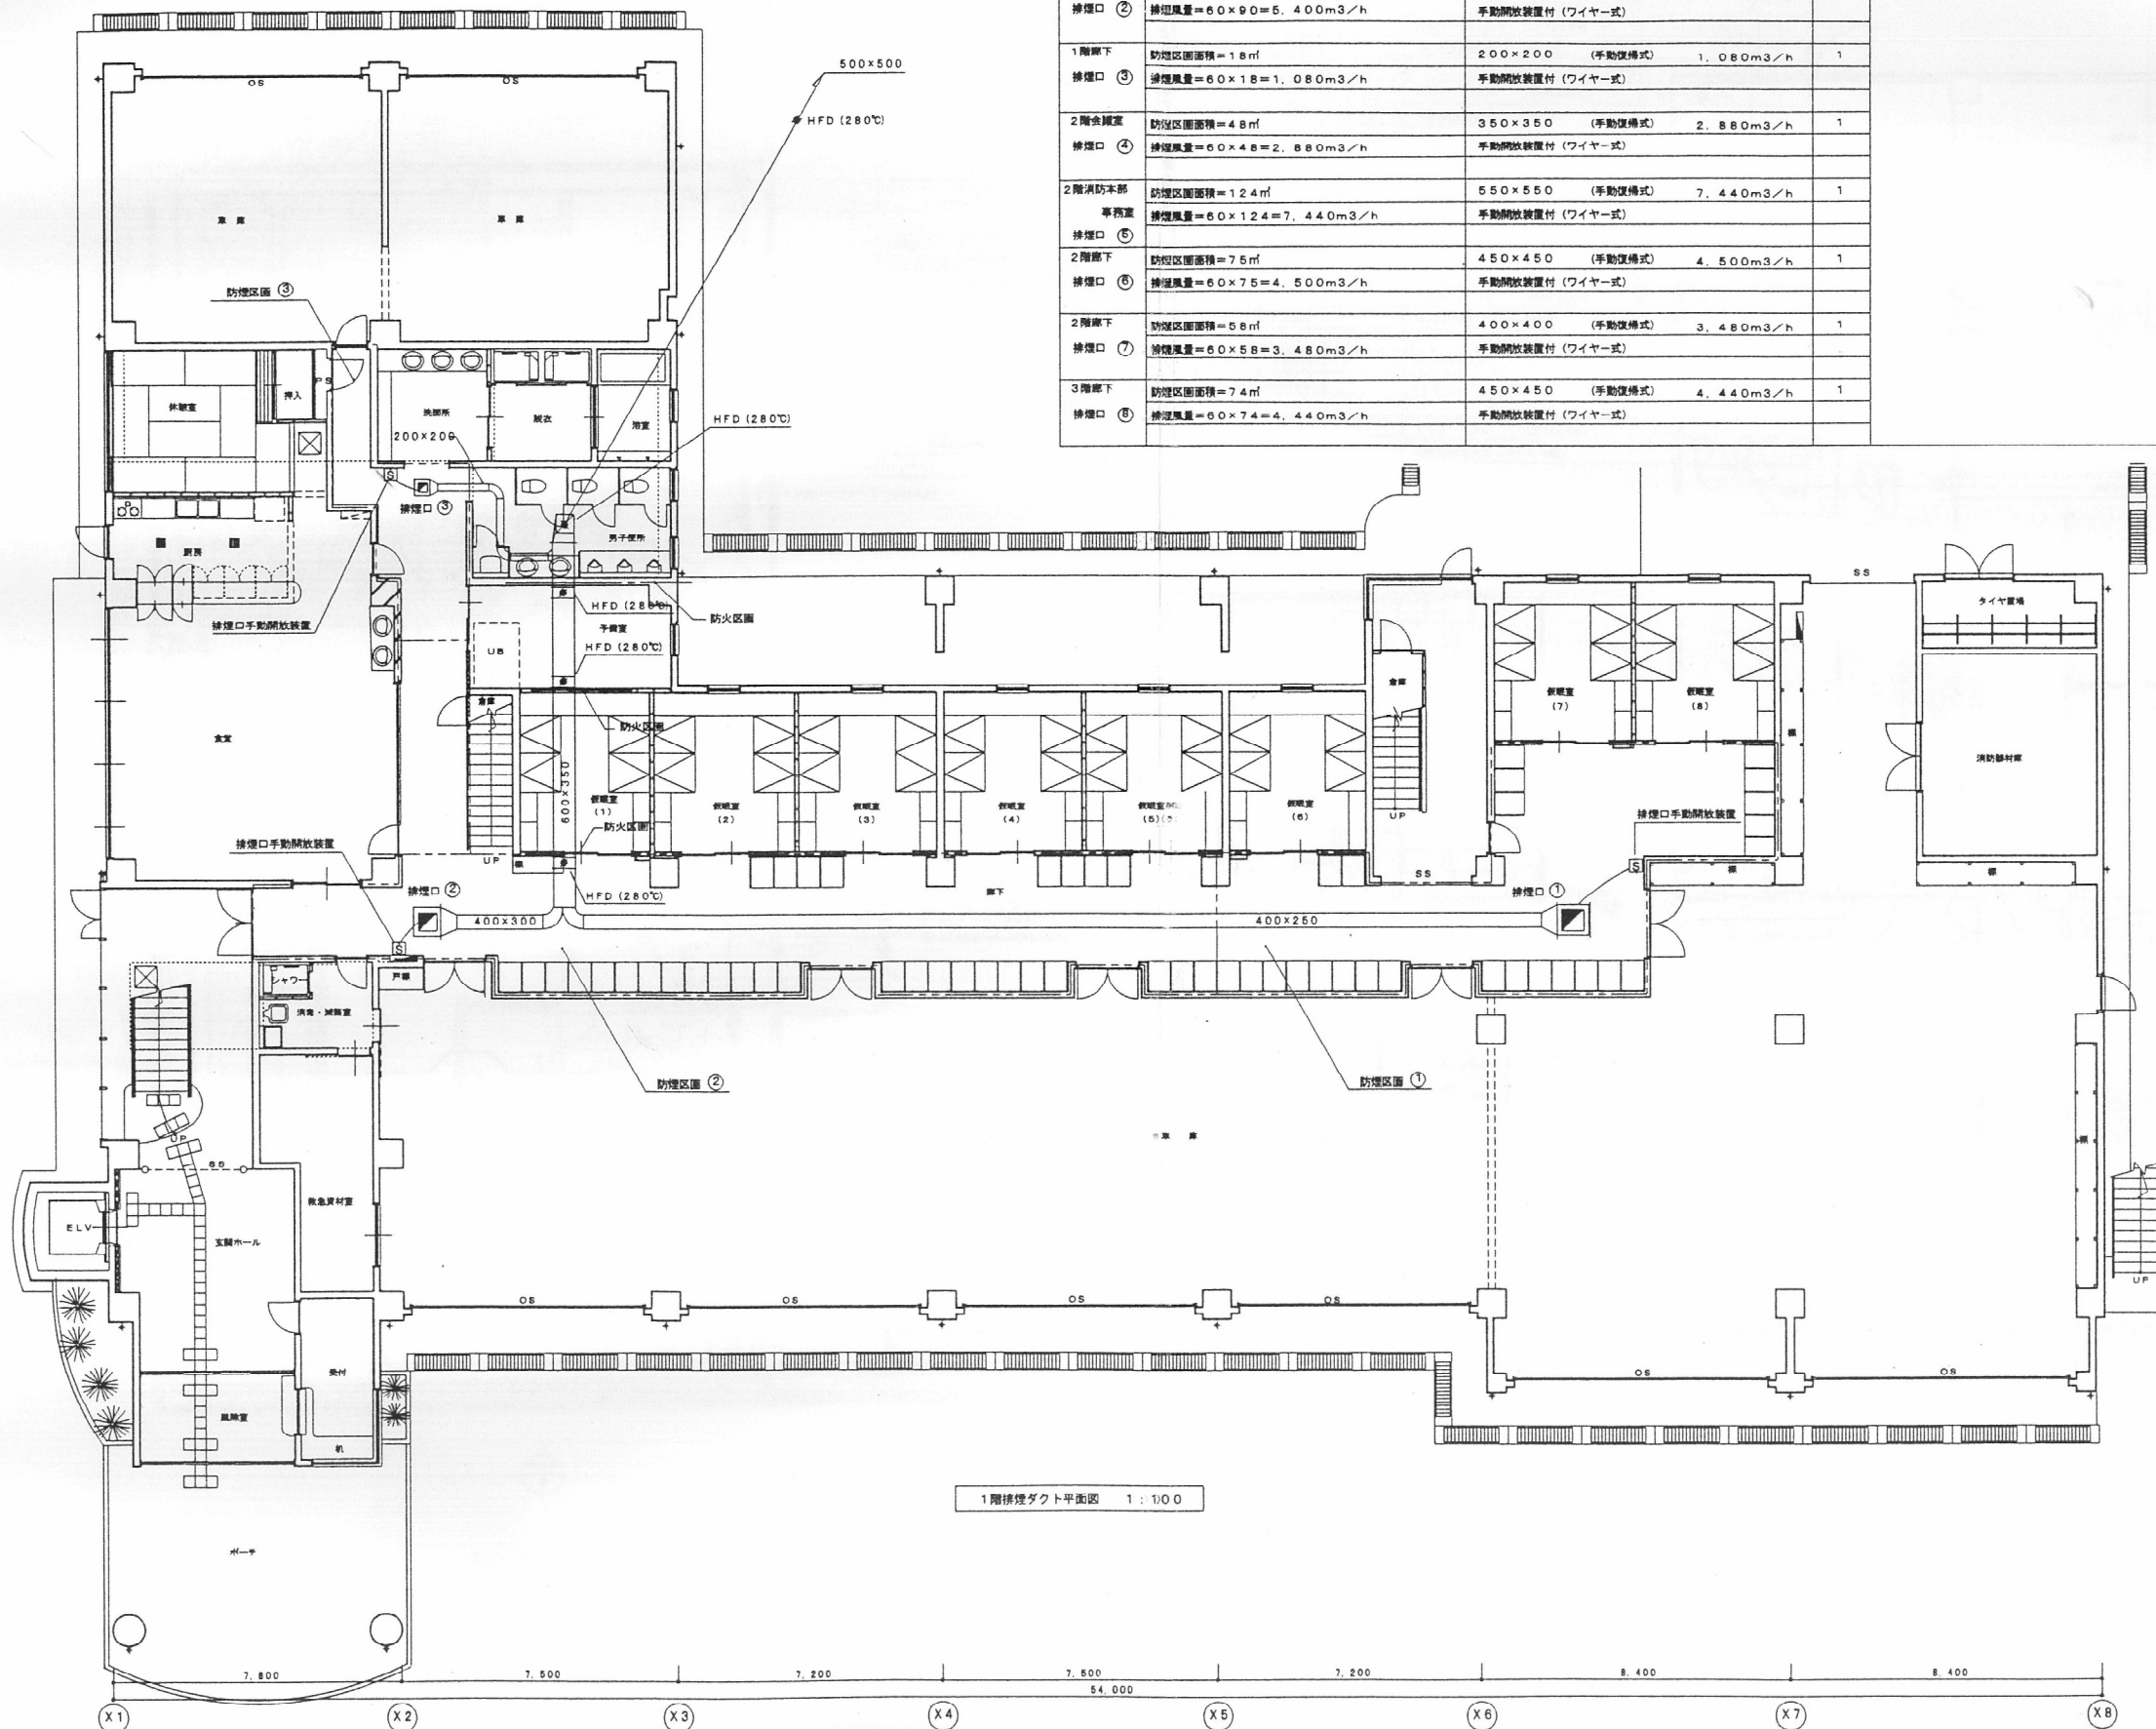 排煙口 ② 排煙風量=60×90=5,400m3/h 手動開放装置付(ワイヤー式)
1階廊下 防煙区画面積=18㎡ 200×200 (手動復帰式) 1,080m3/h 1
排煙口 ③ 排煙風量=60×18=1,080m3/h 手動開放装置付(ワイヤー式)
2階会議室 防煙区画面積=48㎡ 350×350 (手動復帰式) 2,880m3/h 1
排煙口 ④ 排煙風量=60×48=2,880m3/h 手動開放装置付(ワイヤー式)
2階消防本部 防煙区画面積=124㎡ 550×550 (手動復帰式) 7,440m3/h 1
事務室 排煙風量=60×124=7,440m3/h 手動開放装置付(ワイヤー式)
排煙口 ⑤
2階廊下 防煙区画面積=75㎡ 450×450 (手動復帰式) 4,500m3/h 1
排煙口 ⑥ 排煙風量=60×75=4,500m3/h 手動開放装置付(ワイヤー式)
2階廊下 防煙区画面積=58㎡ 400×400 (手動復帰式) 3,480m3/h 1
排煙口 ⑦ 排煙風量=60×58=3,480m3/h 手動開放装置付(ワイヤー式)
3階廊下 防煙区画面積=74㎡ 450×450 (手動復帰式) 4,440m3/h 1
排煙口 ⑧ 排煙風量=60×74=4,440m3/h 手動開放装置付(ワイヤー式)
500×500
HFD(280℃)
OS
OS
車庫
車庫
防煙区画 ③
PS
押入
休憩室
洗面所
脱衣
浴室
HFD(280℃)
200×200
S
排煙口 ③
男子便所
厨房
排煙口手動開放装置
HFD(280℃)
防火区画
予備室
UB
HFD(280℃)
倉庫
防火区画
食堂
600×350
仮眠室
(1)
仮眠室
(2)
仮眠室
(3)
仮眠室
(4)
仮眠室
(5)
仮眠室
(6)
防火区画
UP
棚
倉庫
UP
SS
仮眠室
(7)
仮眠室
(8)
棚
SS
タイヤ置場
消防器材庫
排煙口手動開放装置
排煙口手動開放装置
S
棚
棚
排煙口 ②
HFD(280℃)
廊下
排煙口 ①
400×300
400×250
S
戸棚
シャワー
消毒・滅菌室
防煙区画 ②
防煙区画 ①
UP
SS
車庫
棚
救急資材室
ELV
玄関ホール
UP
OS
OS
OS
OS
OS
OS
受付
風除室
机
1階排煙ダクト平面図 1:100
ポーチ
7,800 7,500 7,200 7,500 7,200 8,400 8,400
54,000
X1 X2 X3 X4 X5 X6 X7 X8